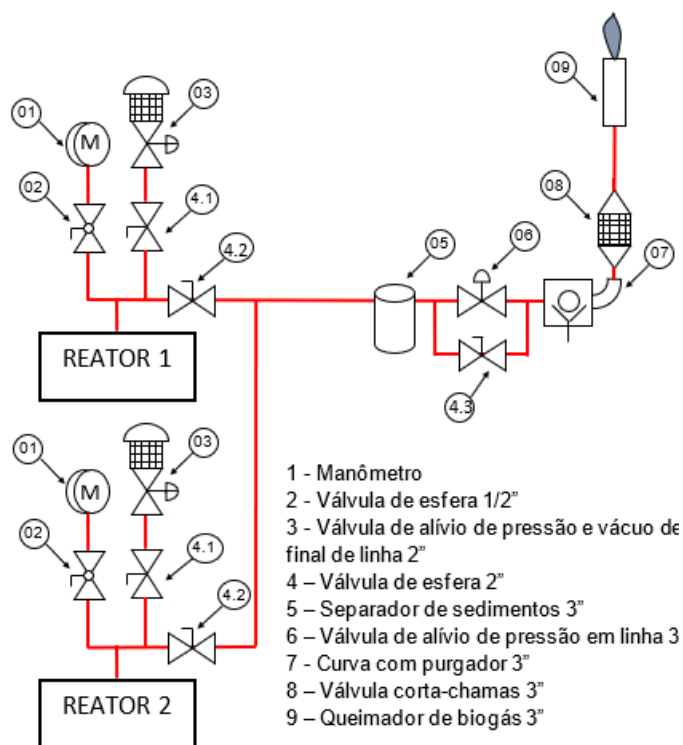 09
03
01
M
02
08
4.1
07
06
05
4.2
REATOR 1
4.3
03
01
M
02
4.1
4.2
REATOR 2
1 - Manômetro
2 - Válvula de esfera 1/2”
3 - Válvula de alívio de pressão e vácuo de
final de linha 2”
4 – Válvula de esfera 2”
5 – Separador de sedimentos 3”
6 – Válvula de alívio de pressão em linha 3
7 - Curva com purgador 3”
8 – Válvula corta-chamas 3”
9 – Queimador de biogás 3”